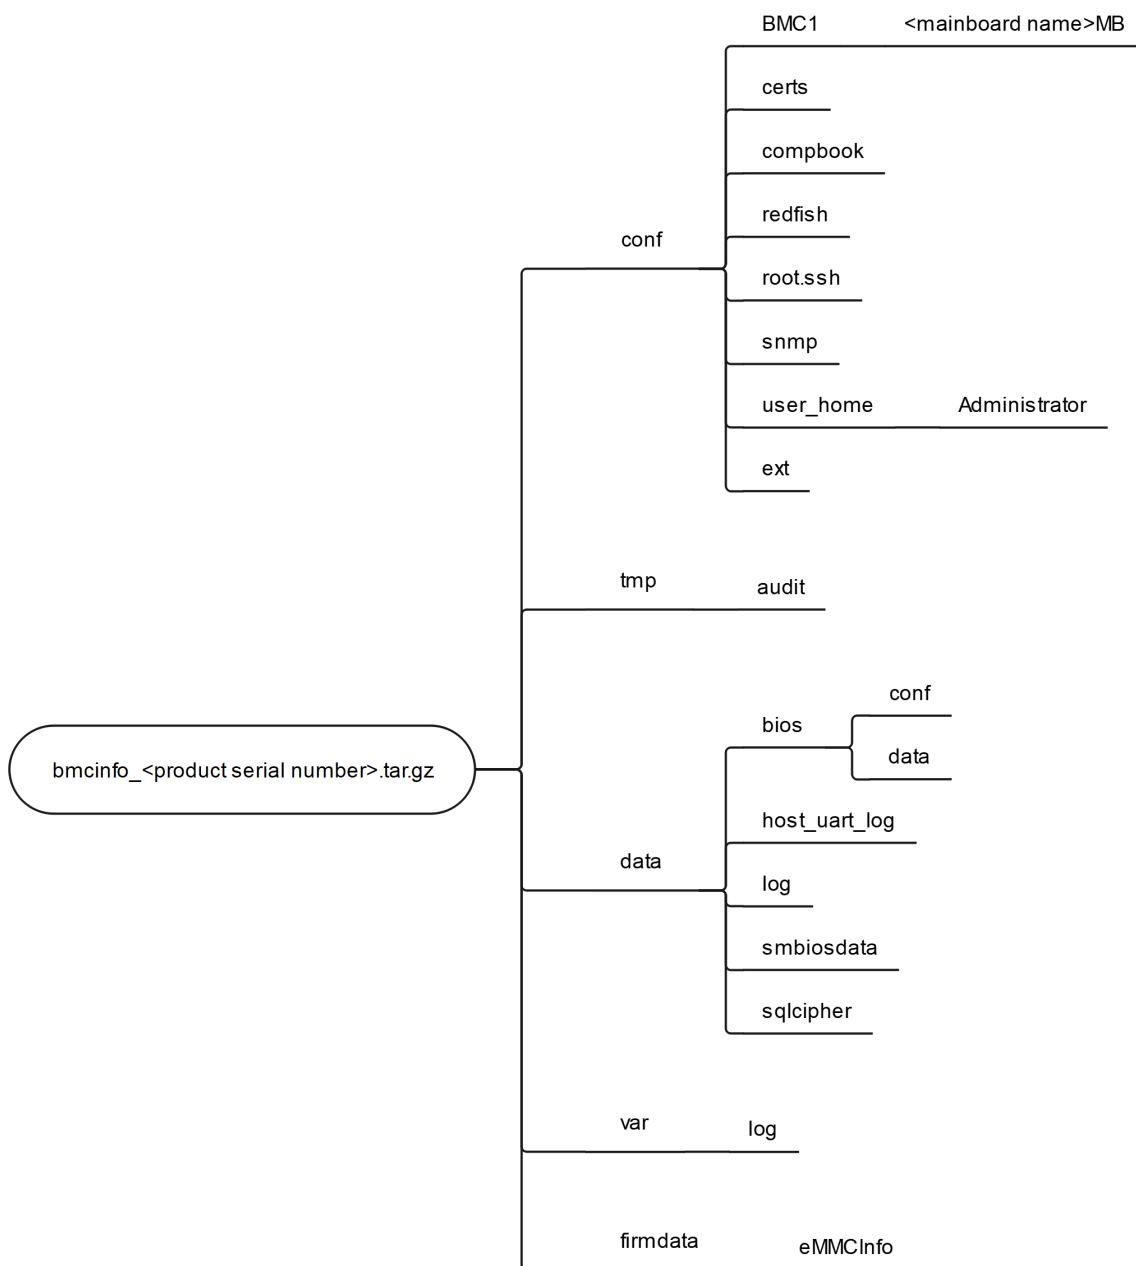 BMC1 <mainboard name>MB
certs
compbook
redfish
conf
root.ssh
snmp
user_home Administrator
ext
tmp audit
conf
bios
data
bmcinfo_<product serial number>.tar.gz
host_uart_log
data
log
smbiosdata
sqlcipher
var log
firmdata eMMCInfo